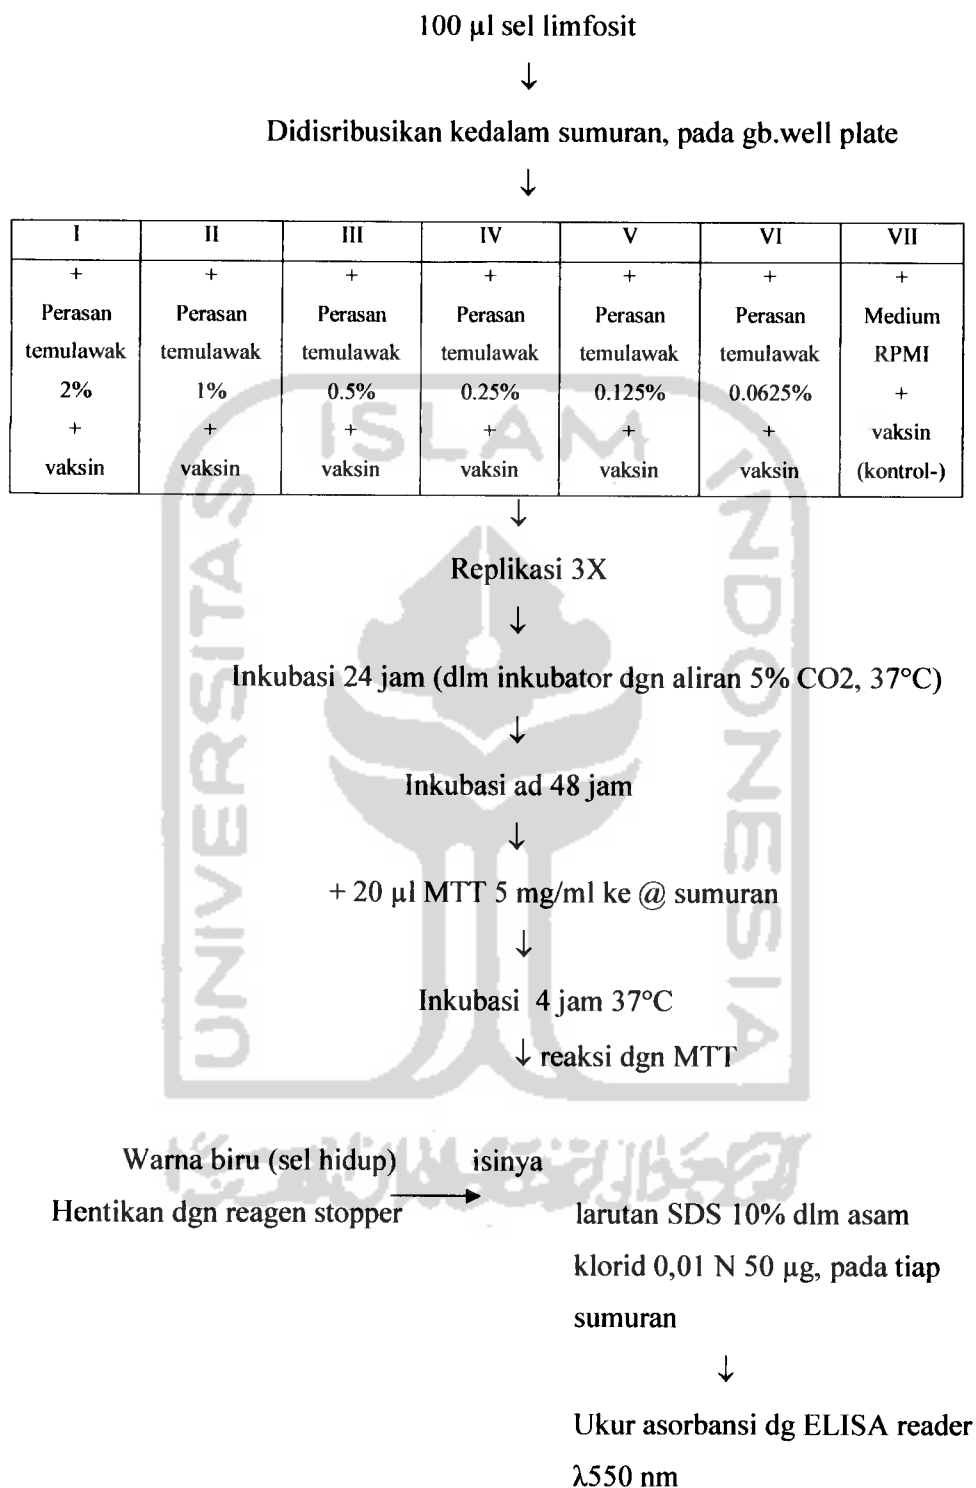 100 µl sel limfosit
↓
Didisribusikan kedalam sumuran, pada gb.well plate
↓
I II III IV V VI VII
+ + + + + + +
Perasan Perasan Perasan Perasan Perasan Perasan Medium
temulawak temulawak temulawak temulawak temulawak temulawak RPMI
2% 1% 0.5% 0.25% 0.125% 0.0625% +
+ + + + + + vaksin
vaksin vaksin vaksin vaksin vaksin vaksin (kontrol-)
↓
Replikasi 3X
↓
Inkubasi 24 jam (dlm inkubator dgn aliran 5% CO2, 37°C)
↓
Inkubasi ad 48 jam
↓
+ 20 µl MTT 5 mg/ml ke @ sumuran
↓
Inkubasi 4 jam 37°C
↓ reaksi dgn MTT
Warna biru (sel hidup) isinya
Hentikan dgn reagen stopper
larutan SDS 10% dlm asam
klorid 0,01 N 50 µg, pada tiap
sumuran
↓
Ukur asorbansi dg ELISA reader
λ550 nm
UNIVERSITAS
ISLAM
INDONESIA